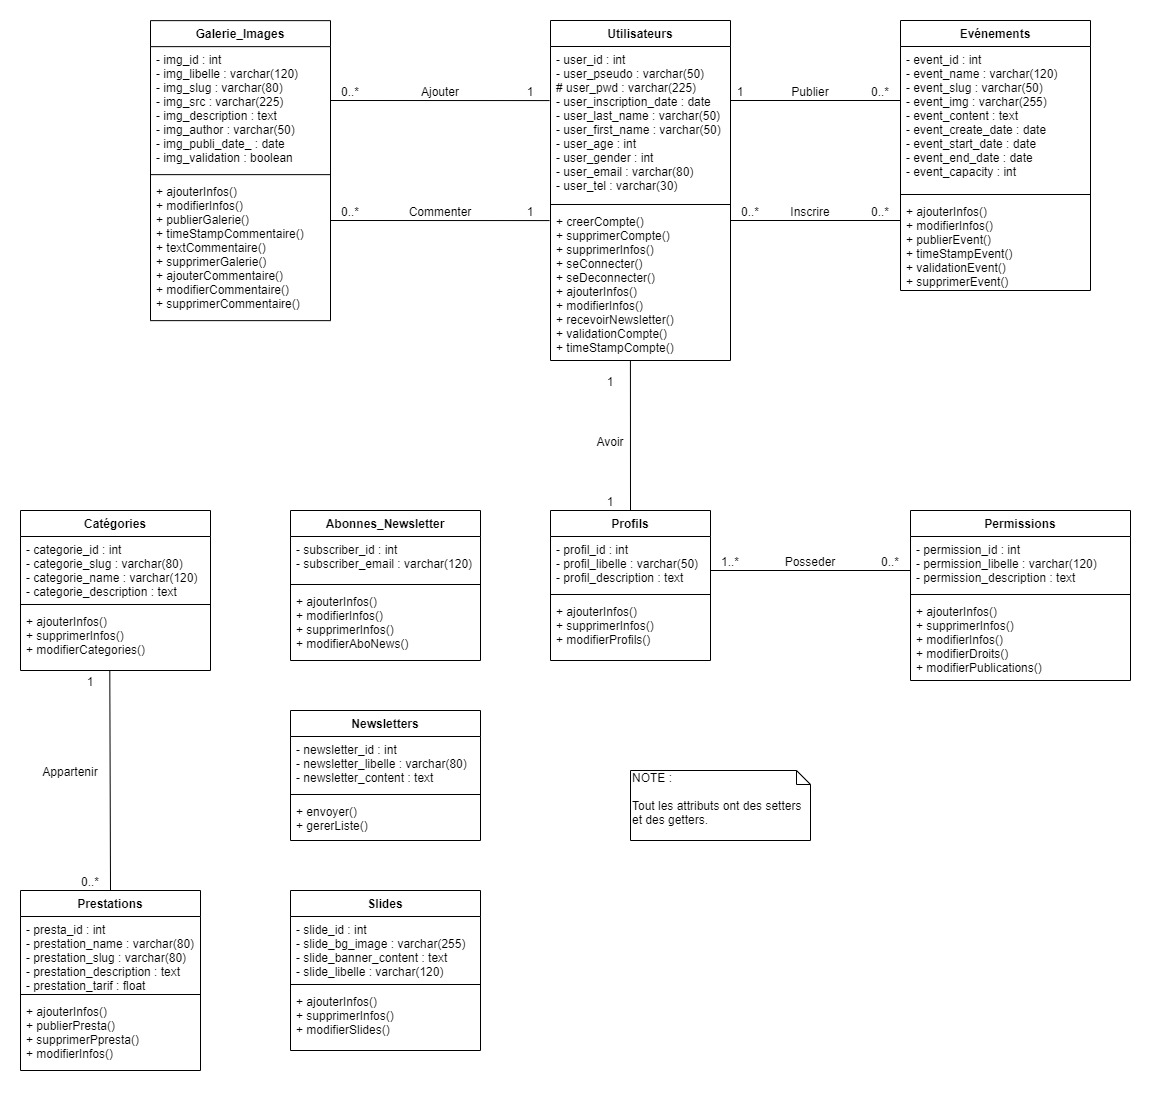 Galerie_Images
- img_id : int
- img_libelle : varchar(120)
- img_slug : varchar(80)
- img_src : varchar(225)
- img_description : text
- img_author : varchar(50)
- img_publi_date_ : date
- img_validation : boolean
+ ajouterInfos()
+ modifierInfos()
+ publierGalerie()
+ timeStampCommentaire()
+ textCommentaire()
+ supprimerGalerie()
+ ajouterCommentaire()
+ modifierCommentaire()
+ supprimerCommentaire()
0..* Ajouter 1
0..* Commenter 1
Utilisateurs
- user_id : int
- user_pseudo : varchar(50)
# user_pwd : varchar(225)
- user_inscription_date : date
- user_last_name : varchar(50)
- user_first_name : varchar(50)
- user_age : int
- user_gender : int
- user_email : varchar(80)
- user_tel : varchar(30)
+ creerCompte()
+ supprimerCompte()
+ supprimerInfos()
+ seConnecter()
+ seDeconnecter()
+ ajouterInfos()
+ modifierInfos()
+ recevoirNewsletter()
+ validationCompte()
+ timeStampCompte()
1 Publier 0..*
0..* Inscrire 0..*
Evénements
- event_id : int
- event_name : varchar(120)
- event_slug : varchar(50)
- event_img : varchar(255)
- event_content : text
- event_create_date : date
- event_start_date : date
- event_end_date : date
- event_capacity : int
+ ajouterInfos()
+ modifierInfos()
+ publierEvent()
+ timeStampEvent()
+ validationEvent()
+ supprimerEvent()
1
Avoir
1
Catégories
- categorie_id : int
- categorie_slug : varchar(80)
- categorie_name : varchar(120)
- categorie_description : text
+ ajouterInfos()
+ supprimerInfos()
+ modifierCategories()
Abonnes_Newsletter
- subscriber_id : int
- subscriber_email : varchar(120)
+ ajouterInfos()
+ modifierInfos()
+ supprimerInfos()
+ modifierAboNews()
Profils
- profil_id : int
- profil_libelle : varchar(50)
- profil_description : text
+ ajouterInfos()
+ supprimerInfos()
+ modifierProfils()
1..* Posseder 0..*
Permissions
- permission_id : int
- permission_libelle : varchar(120)
- permission_description : text
+ ajouterInfos()
+ supprimerInfos()
+ modifierInfos()
+ modifierDroits()
+ modifierPublications()
1
Appartenir
0..*
Newsletters
- newsletter_id : int
- newsletter_libelle : varchar(80)
- newsletter_content : text
+ envoyer()
+ gererListe()
NOTE :
Tout les attributs ont des setters
et des getters.
Prestations
- presta_id : int
- prestation_name : varchar(80)
- prestation_slug : varchar(80)
- prestation_description : text
- prestation_tarif : float
+ ajouterInfos()
+ publierPresta()
+ supprimerPpresta()
+ modifierInfos()
Slides
- slide_id : int
- slide_bg_image : varchar(255)
- slide_banner_content : text
- slide_libelle : varchar(120)
+ ajouterInfos()
+ supprimerInfos()
+ modifierSlides()